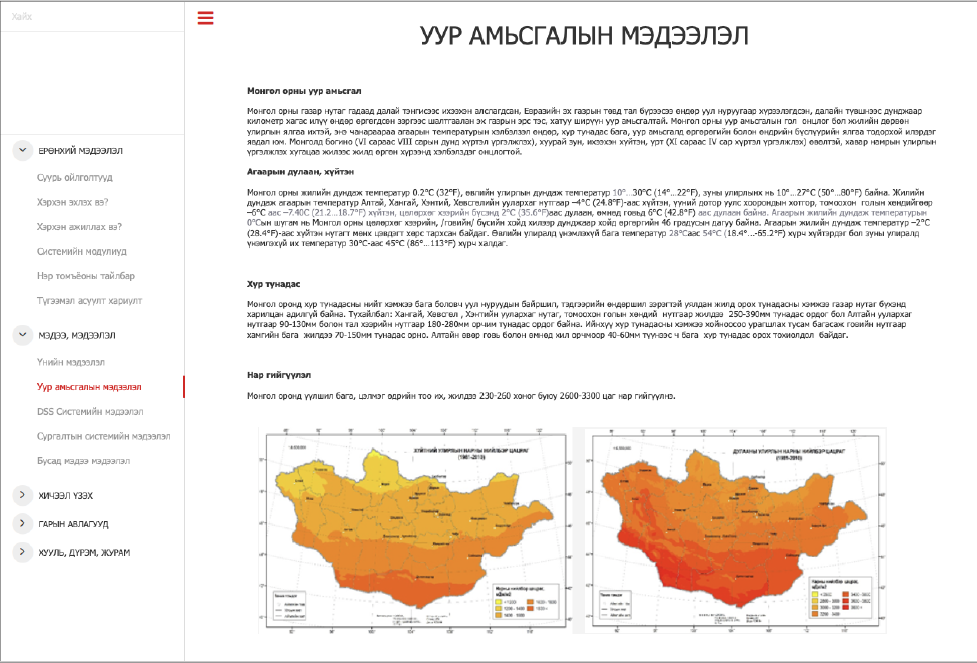 Хайх
ЕРӨНХИЙ МЭДЭЭЛЭЛ
Суурь ойлголтууд
Хэрхэн эхлэх вэ?
Хэрхэн ажиллах вэ?
Системийн модулиуд
Нэр томъёоны тайлбар
Түгээмэл асуулт хариулт
МЭДЭЭ, МЭДЭЭЛЭЛ
Үнийн мэдээлэл
Уур амьсгалын мэдээлэл
DSS Системийн мэдээлэл
Сургалтын системийн мэдээлэл
Бусад мэдээ мэдээлэл
ХИЧЭЭЛ ҮЗЭХ
ГАРЫН АВЛАГУУД
ХУУЛЬ, ДҮРЭМ, ЖУРАМ
УУР АМЬСГАЛЫН МЭДЭЭЛЭЛ
Монгол орны уур амьсгал
Монгол орны газар нутаг гадаад далай тэнгисээс ихээхэн алслагдсан, Евразийн эх газрын төвд тал бүрээсээ өндөр уул нуруугаар хүрээлэгдсэн, далайн түвшнээс дунджаар
километр хагас илүү өндөр өргөгдсөн зэргээс шалтгаалан эх газрын эрс тэс, хатуу ширүүн уур амьсгалтай. Монгол орны уур амьсгалын гол онцлог бол жилийн дөрвөн
улирлын ялгаа ихтэй, энэ чанараараа агаарын температурын хэлбэлзэл өндөр, хур тунадас бага, уур амьсгалд өргөрөгийн болон өндрийн бүслүүрийн ялгаа тодорхой илэрдэг
явдал юм. Монголд богино (VI сараас VIII сарын дунд хүртэл үргэлжлэх), хуурай зун, ихээхэн хүйтэн, урт (XI сараас IV сар хүртэл үргэлжлэх) өвөлтэй, хавар намрын улирлын
үргэлжлэх хугацаа жилээс жилд өргөн хүрээнд хэлбэлздэг онцлогтой.
Агаарын дулаан, хүйтэн
Монгол орны жилийн дундаж температур 0.2°C (32°F), өвлийн улирлын дундаж температур 10°...30°C (14°...22°F), зуны улирлынх нь 10°...27°C (50°...80°F) байна. Жилийн
дундаж агаарын температур Алтай, Хангай, Хэнтий, Хөвсгөлийн уулархаг нутгаар −4°C (24.8°F)-аас хүйтэн, үүний дотор уулс хоорондын хотгор, томоохон голын хөндийгөөр
−6°C аас −7.40C (21.2...18.7°F) хүйтэн, цөлөрхөг хээрийн бүсэнд 2°C (35.6°F)аас дулаан, өмнөд говьд 6°C (42.8°F) аас дулаан байна. Агаарын жилийн дундаж температурын
0°Cын шугам нь Монгол орны цөлөрхөг хээрийн, /говийн/ бүсийн хойд хилээр дунджаар хойд өргөргийн 46 градусын дагуу байна. Агаарын жилийн дундаж температур −2°C
(28.4°F)-аас хүйтэн нутагт мөнх цэвдэгт хөрс тархсан байдаг. Өвлийн улиралд үнэмлэхүй бага температур 28°Cаас 54°C (18.4°...-65.2°F) хүрч хүйтэрдэг бол зуны улиралд
үнэмлэхүй их температур 30°C-аас 45°C (86°...113°F) хүрч халдаг.
Хур тунадас
Монгол оронд хур тунадасны нийт хэмжээ бага боловч уул нуруудын байршил, тэдгээрийн өндөршил зэрэгтэй уялдан жилд орох тунадасны хэмжээ газар нутаг бүхэнд
харилцан адилгүй байна. Тухайлбал: Хангай, Хөвсгөл , Хэнтийн уулархаг нутаг, томоохон голын хөндий нутгаар жилдээ 250-390мм тунадас ордог бол Алтайн уулархаг
нутгаар 90-130мм болон тал хээрийн нутгаар 180-280мм орчим тунадас ордог байна. Ийнхүү хур тунадасны хэмжээ хойноосоо урагшлах тусам багасаж говийн нутгаар
хамгийн бага жилдээ 70-150мм тунадас орно. Алтайн өвөр говь болон өмнөд хил орчмоор 40-60мм түүнээс ч бага хур тунадас орох тохиолдол байдаг.
Нар гийгүүлэл
Монгол оронд үүлшил бага, цэлмэг өдрийн тоо их, жилдээ 230-260 хоног буюу 2600-3300 цаг нар гийгүүлнэ.
ХҮЙТНИЙ УЛИРЛЫН НАРНЫ НИЙЛБЭР ЦАЦРАГ
(1981-2010)
ДУЛААНЫ УЛИРЛЫН НАРНЫ НИЙЛБЭР ЦАЦРАГ
(1981-2010)